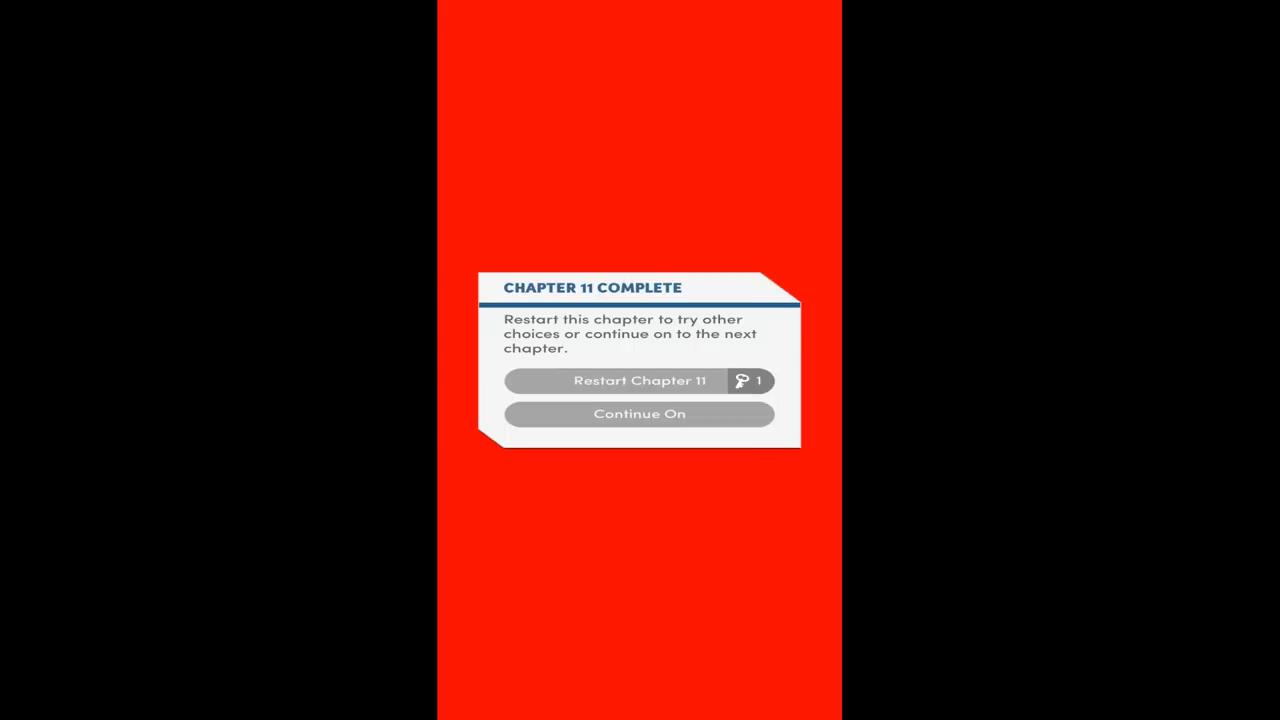 CHAPTER 11 COMPLETE
Restart this chapter to try other
choices or continue on to the next
chapter.
Restart Chapter 11 1
Continue On